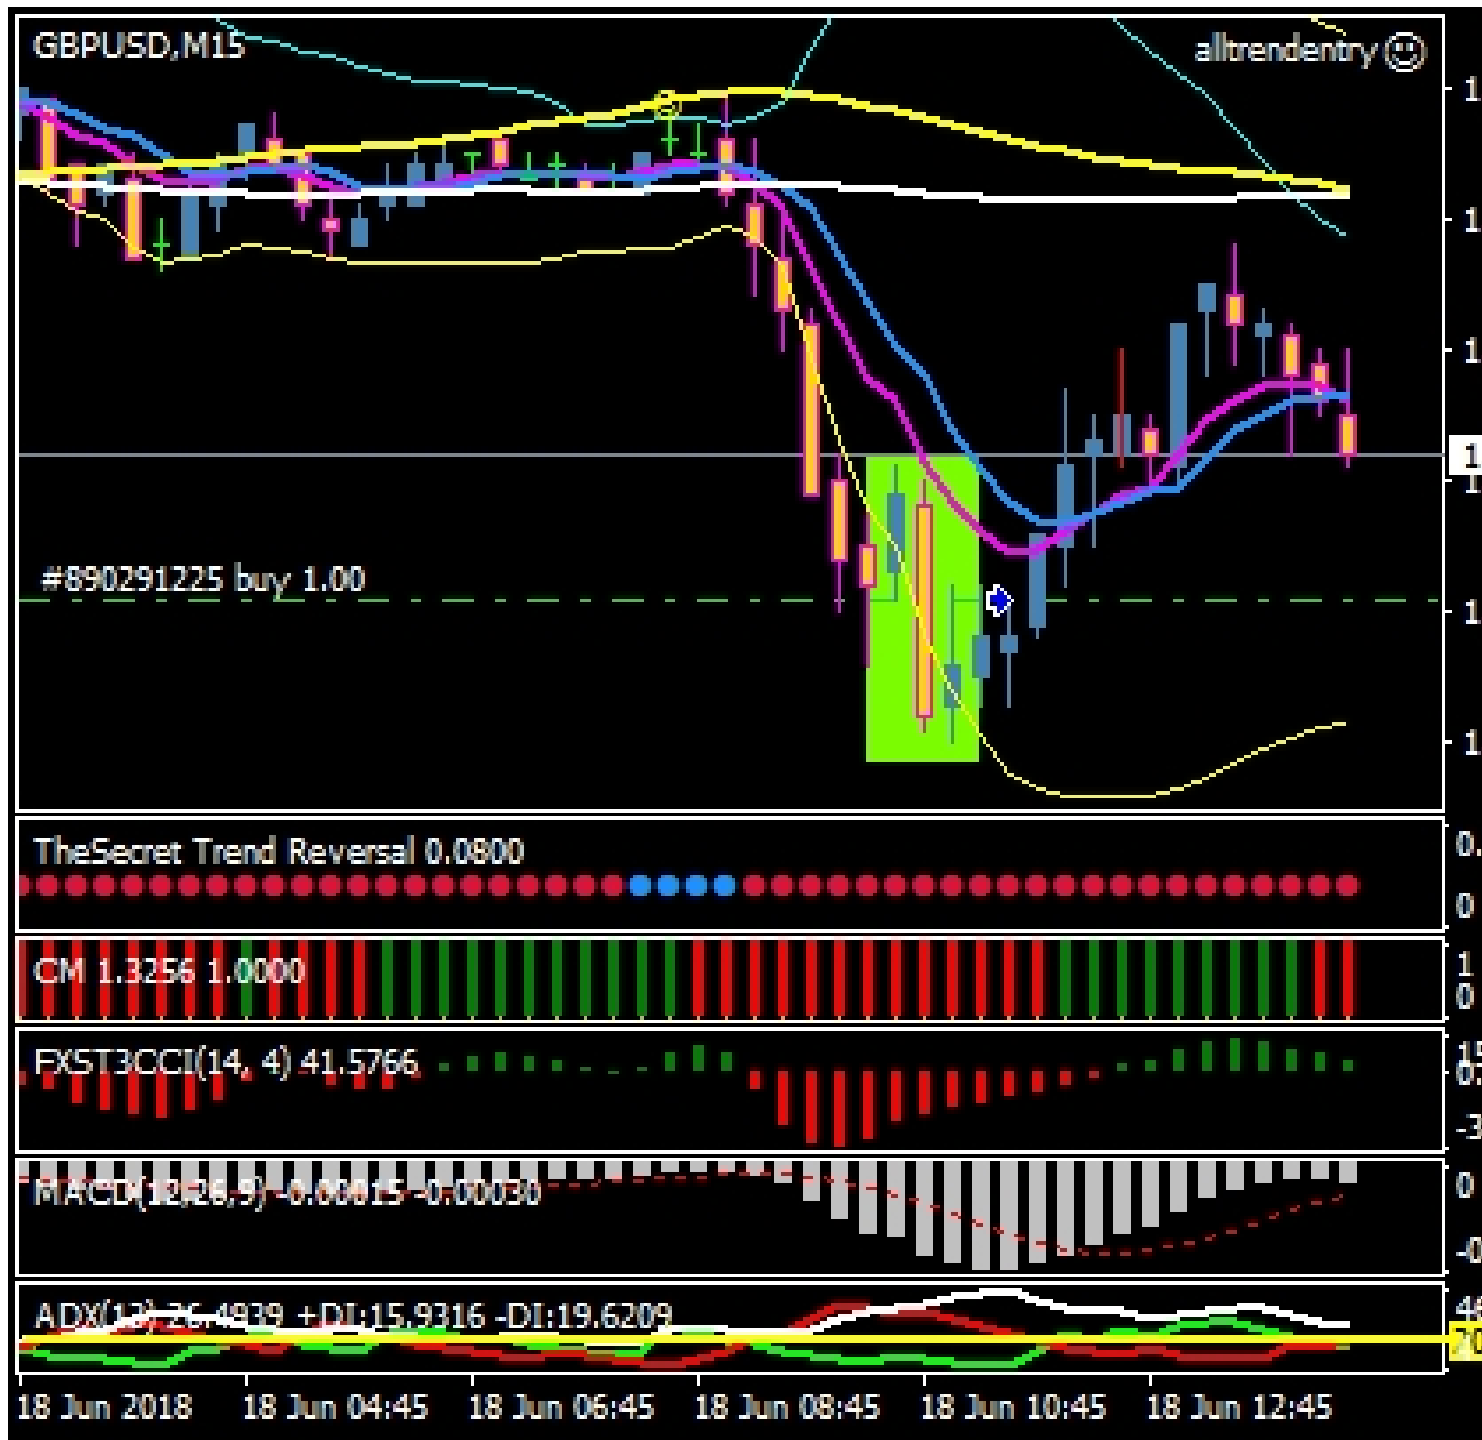 GBPUSD,M15
alltrendentry
#890291225 buy 1.00
TheSecret Trend Reversal 0.0800
CM 1.3256 1.0000
FXST3CCI(14, 4) 41.5766
MACD(12,26,9) -0.00015 -0.00030
ADX(13) 26.4939 +DI:15.9316 -DI:19.6209
20
18 Jun 2018 18 Jun 04:45 18 Jun 06:45 18 Jun 08:45 18 Jun 10:45 18 Jun 12:45